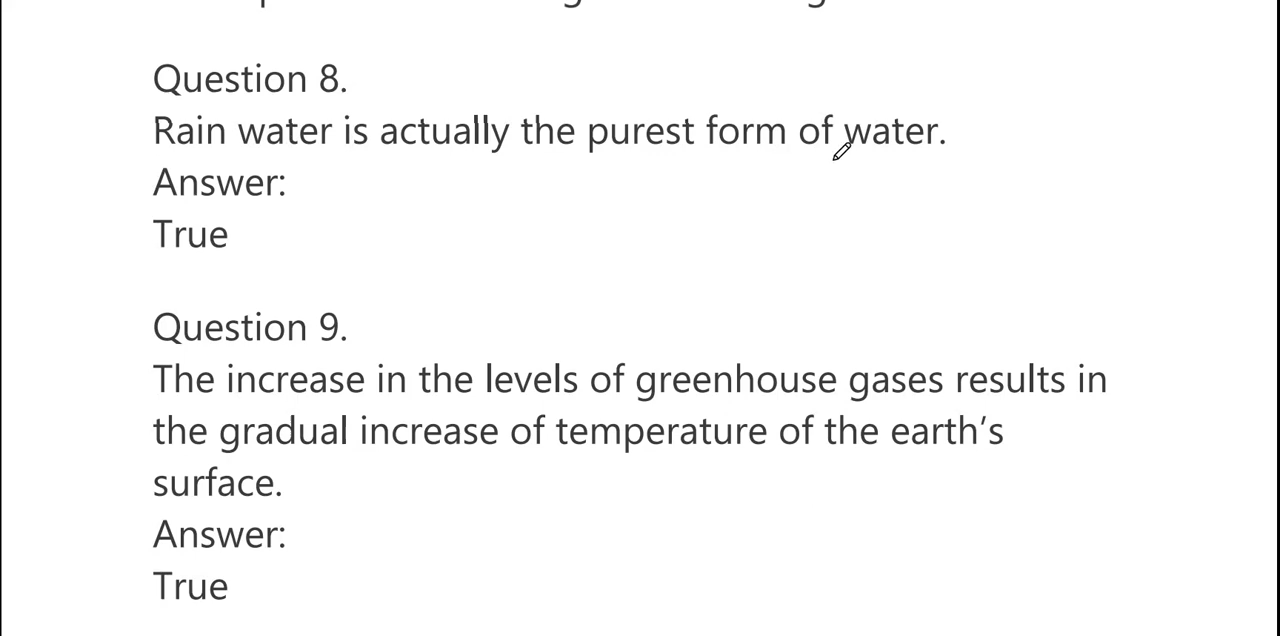 Question 8.
Rain water is actually the purest form of water.
Answer:
True
Question 9.
The increase in the levels of greenhouse gases results in
the gradual increase of temperature of the earth’s
surface.
Answer:
True